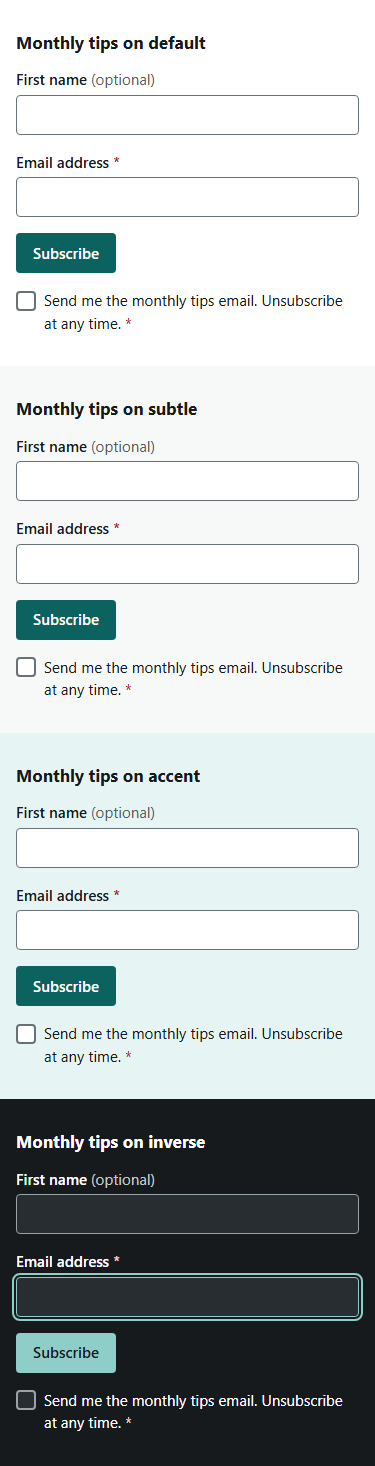 Monthly tips on default
First name (optional)
Email address *
Subscribe
Send me the monthly tips email. Unsubscribe
at any time. *
Monthly tips on subtle
First name (optional)
Email address *
Subscribe
Send me the monthly tips email. Unsubscribe
at any time. *
Monthly tips on accent
First name (optional)
Email address *
Subscribe
Send me the monthly tips email. Unsubscribe
at any time. *
Monthly tips on inverse
First name (optional)
Email address *
Subscribe
Send me the monthly tips email. Unsubscribe
at any time. *